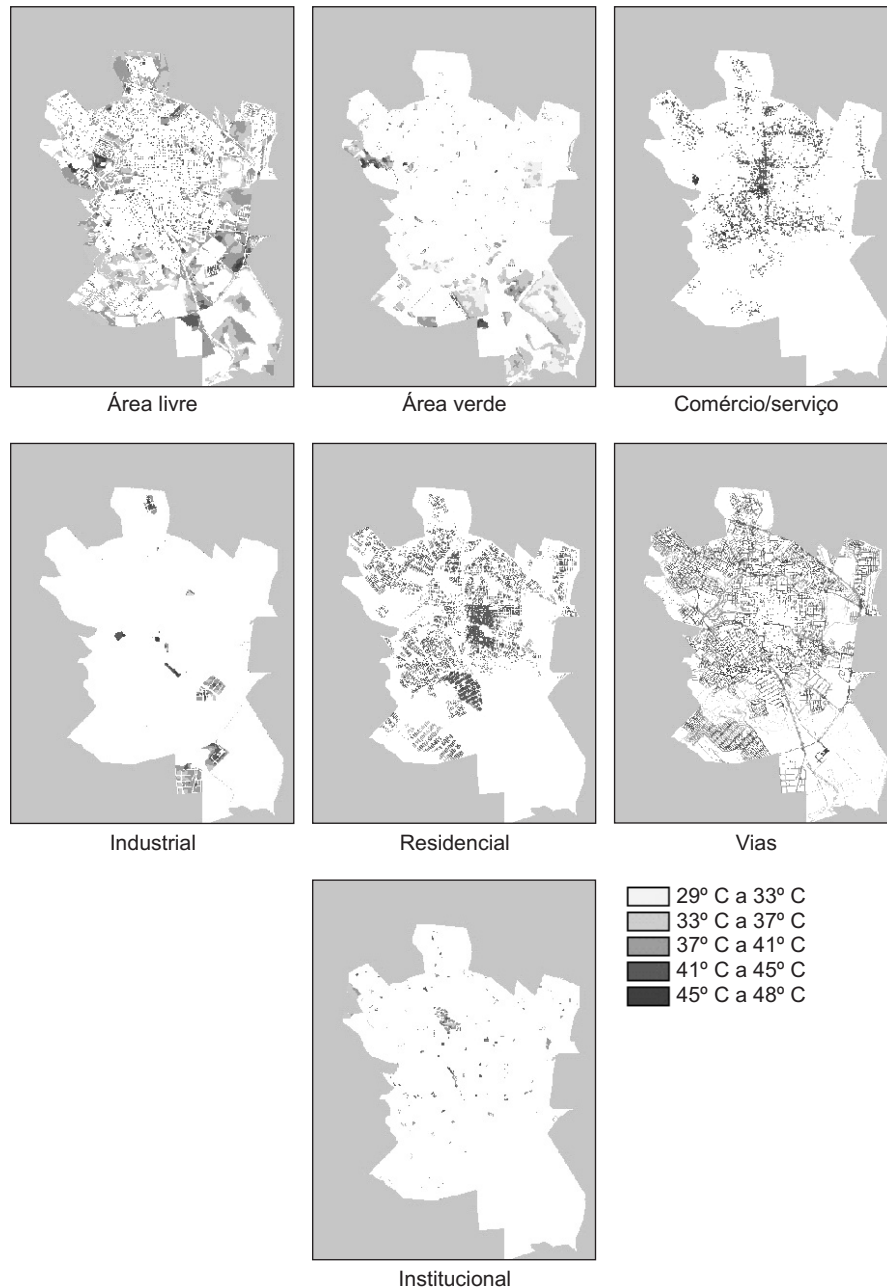 Área livre
Área verde
Comércio/serviço
Industrial
Residencial
Vias
29º C a 33º C
33º C a 37º C
37º C a 41º C
41º C a 45º C
45º C a 48º C
Institucional